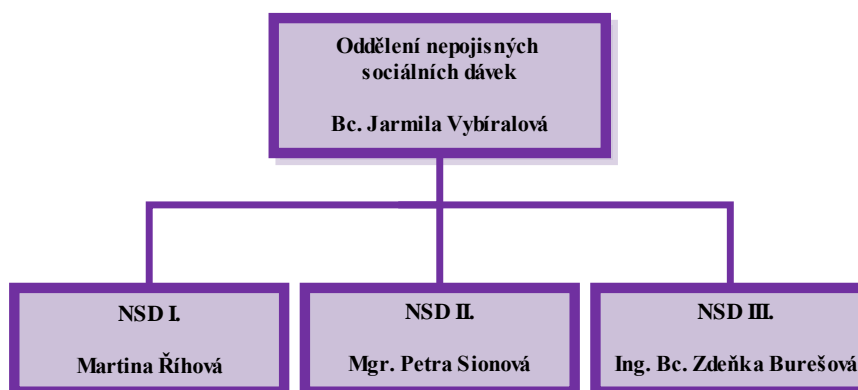 Oddělení nepojisných
sociálních dávek
Bc. Jarmila Vybíralová
NSD I.
Martina Říhová
NSD II.
Mgr. Petra Sionová
NSD III.
Ing. Bc. Zdeňka Burešová